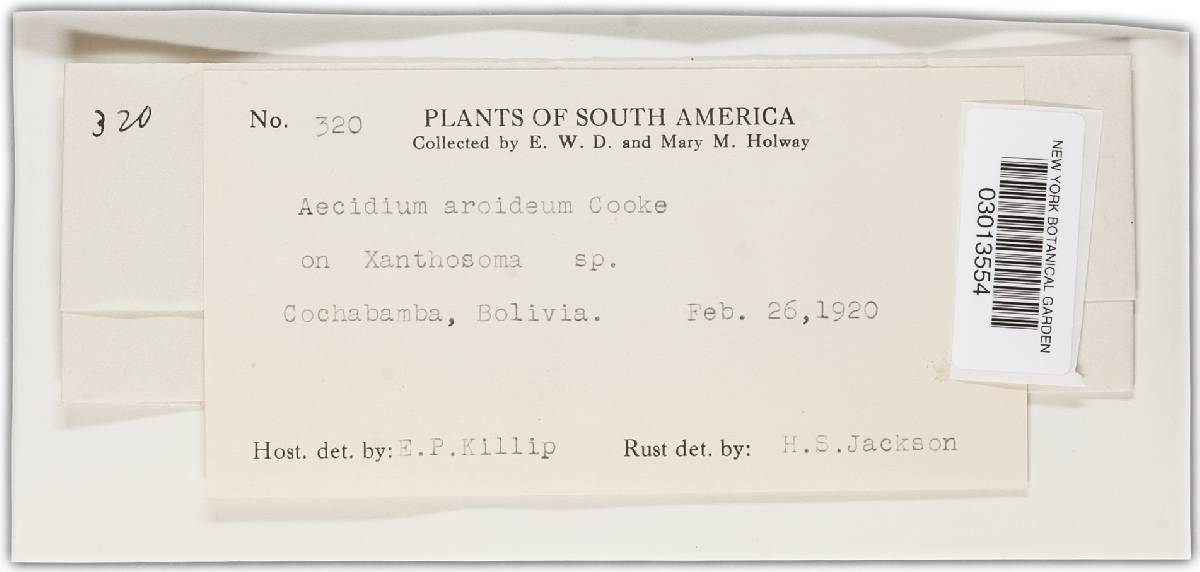 320
No. 320
PLANTS OF SOUTH AMERICA
Collected by E. W. D. and Mary M. Holway
Aecidium aroideum Cooke
on Xanthosoma sp.
Cochabamba, Bolivia. Feb. 26,1920
Host. det. by: E.P.Killip Rust det. by: H.S.Jackson
NEW YORK BOTANICAL GARDEN
03013554